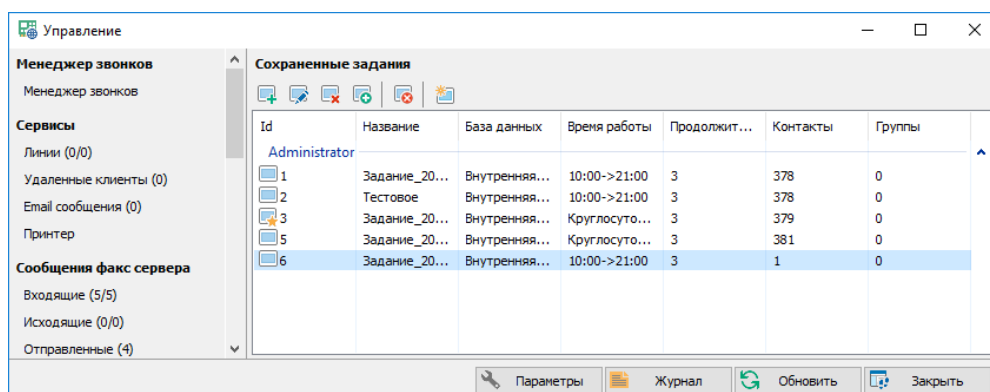 Управление
Менеджер звонков
Менеджер звонков
Сервисы
Линии (0/0)
Удаленные клиенты (0)
Email сообщения (0)
Принтер
Сообщения факс сервера
Входящие (5/5)
Исходящие (0/0)
Отправленные (4)
Сохраненные задания
Id Название База данных Время работы Продолжит... Контакты Группы
Administrator
1 Задание_20... Внутренняя... 10:00->21:00 3 378 0
2 Тестовое Внутренняя... 10:00->21:00 3 378 0
3 Задание_20... Внутренняя... Круглосуто... 3 379 0
5 Задание_20... Внутренняя... Круглосуто... 3 381 0
6 Задание_20... Внутренняя... 10:00->21:00 3 1 0
Параметры Журнал Обновить Закрыть